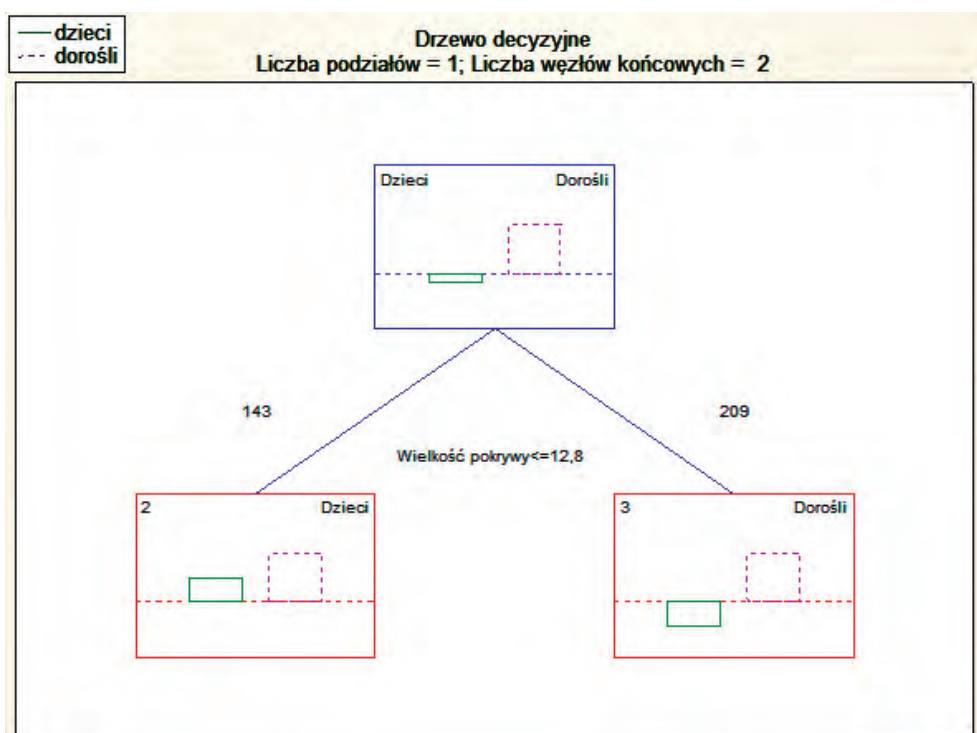 dzieci
dorośli
Drzewo decyzyjne
Liczba podziałów = 1; Liczba węzłów końcowych = 2
Dzieci Dorośli
143 209
Wielkość pokrywy<=12,8
2 Dzieci 3 Dorośli